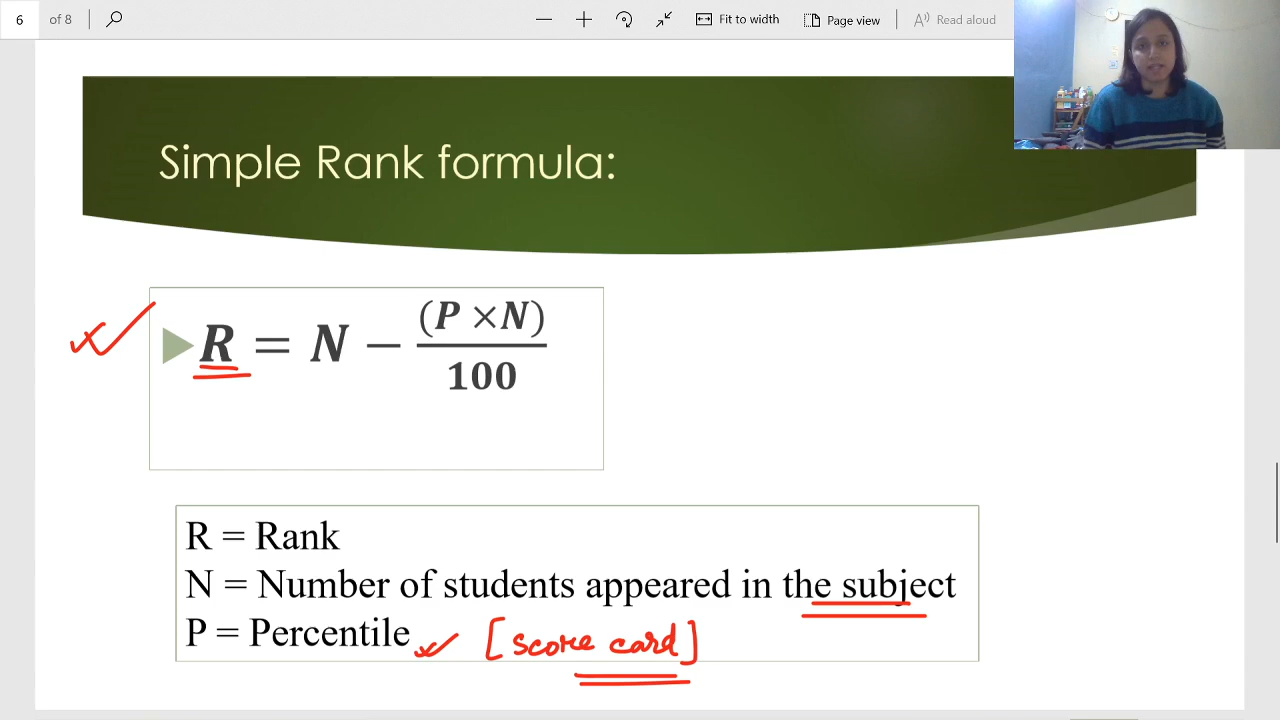 6 of 8 Fit to width Page view Read aloud
Simple Rank formula:
R = N − (P ×N)
100
R = Rank
N = Number of students appeared in the subject
P = Percentile [score card]